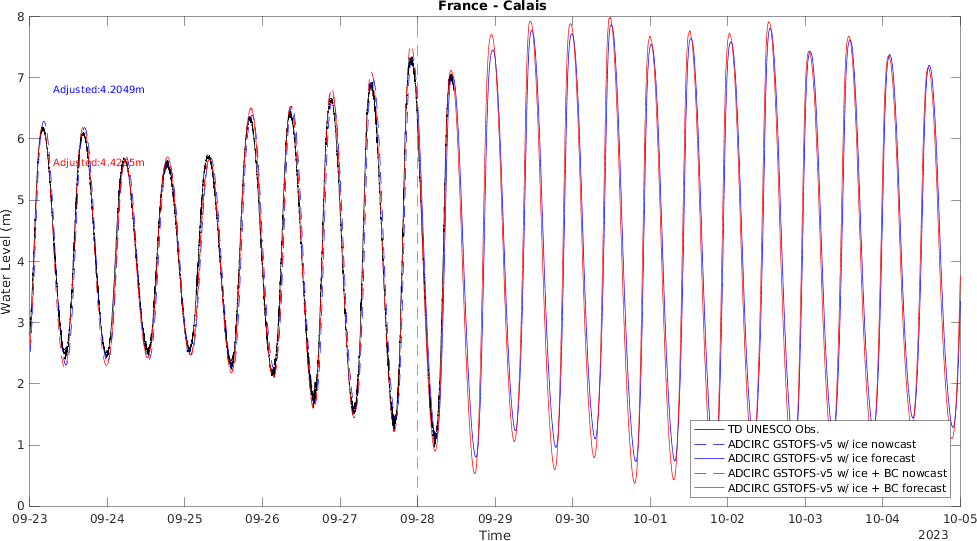 France - Calais
8
7
6
5
4
3
2
1
0
Water Level (m)
Adjusted:4.2049m
TD UNESCO Obs.
ADCIRC GSTOFS-v5 w/ ice nowcast
ADCIRC GSTOFS-v5 w/ ice forecast
ADCIRC GSTOFS-v5 w/ ice + BC nowcast
ADCIRC GSTOFS-v5 w/ ice + BC forecast
09-23 09-24 09-25 09-26 09-27 09-28 09-29 09-30 10-01 10-02 10-03 10-04 10-05
Time
2023